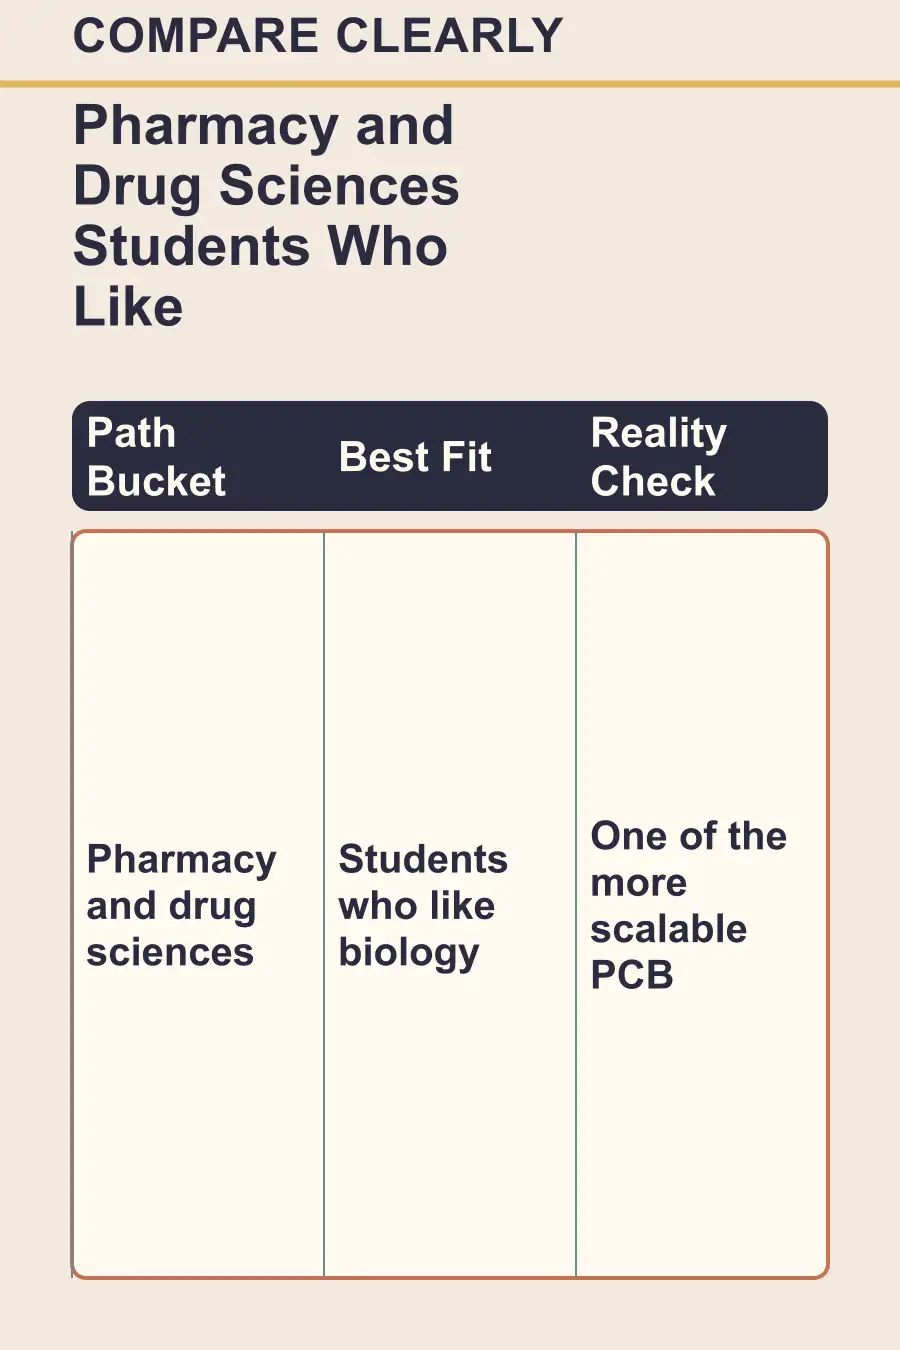 COMPARE CLEARLY
Pharmacy and
Drug Sciences
Students Who
Like
Path
Bucket
Best Fit
Reality
Check
Pharmacy
and drug
sciences
Students
who like
biology
One of the
more
scalable
PCB